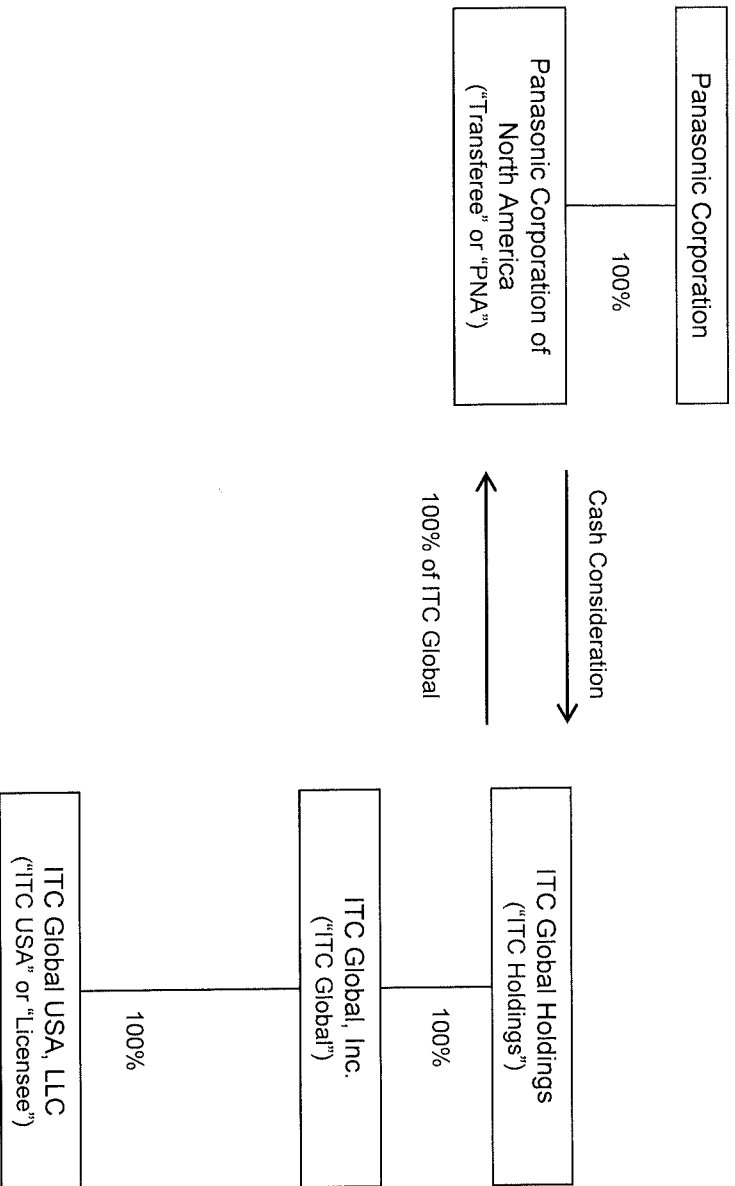 Panasonic Corporation
100%
Panasonic Corporation of
North America
(“Transferee” or “PNA”)
Cash Consideration
100% of ITC Global
ITC Global Holdings
(“ITC Holdings”)
100%
ITC Global, Inc.
(“ITC Global”)
100%
ITC Global USA, LLC
(“ITC USA” or “Licensee”)